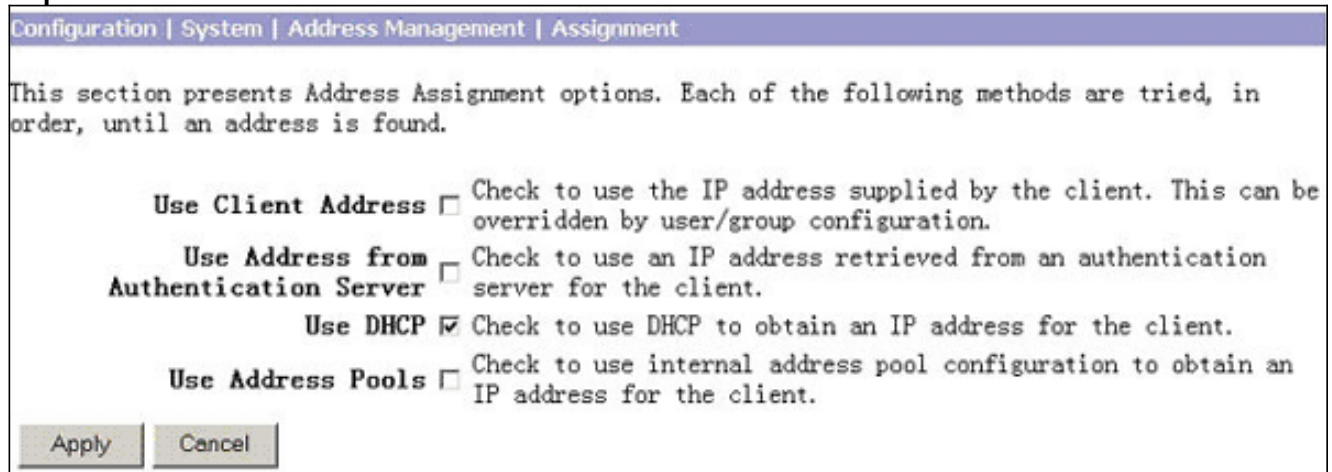 Configuration | System | Address Management | Assignment
This section presents Address Assignment options. Each of the following methods are tried, in
order, until an address is found.
Use Client Address Check to use the IP address supplied by the client. This can be
overridden by user/group configuration.
Use Address from Check to use an IP address retrieved from an authentication
Authentication Server server for the client.
Use DHCP Check to use DHCP to obtain an IP address for the client.
Use Address Pools Check to use internal address pool configuration to obtain an
IP address for the client.
Apply Cancel